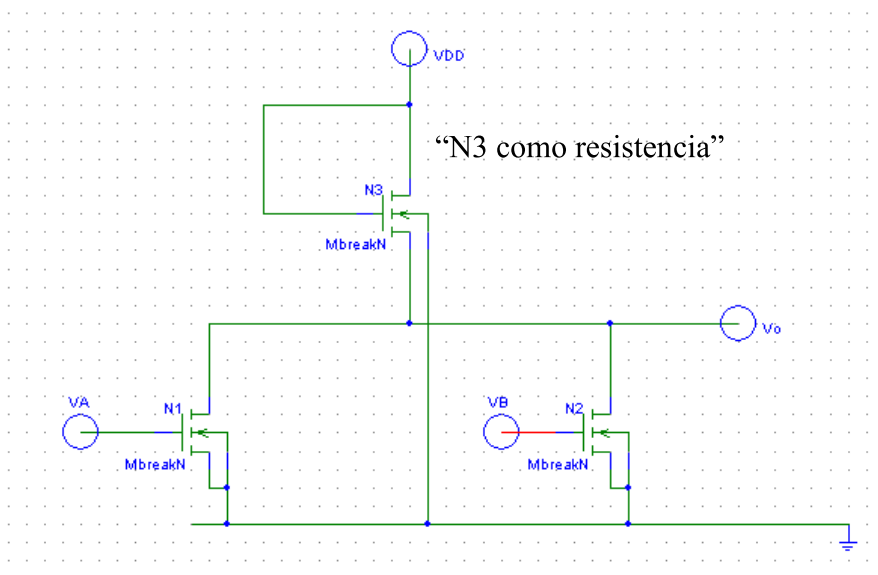 VDD
“N3 como resistencia”
N3
MbreakN
Vo
VA
N1
MbreakN
VB
N2
MbreakN